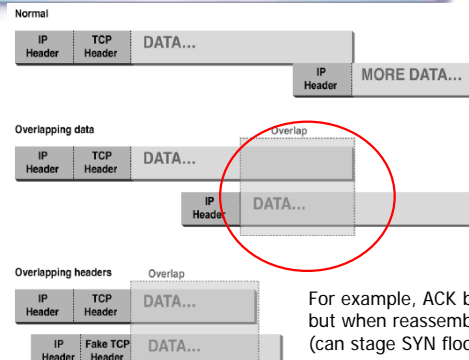 Normal
IP Header TCP Header DATA...
IP Header MORE DATA...
Overlapping data Overlap
IP Header TCP Header DATA...
IP Header DATA...
Overlapping headers Overlap
IP Header TCP Header DATA...
For example, ACK b
but when reassemb
(can stage SYN floo
IP Header Fake TCP Header DATA...